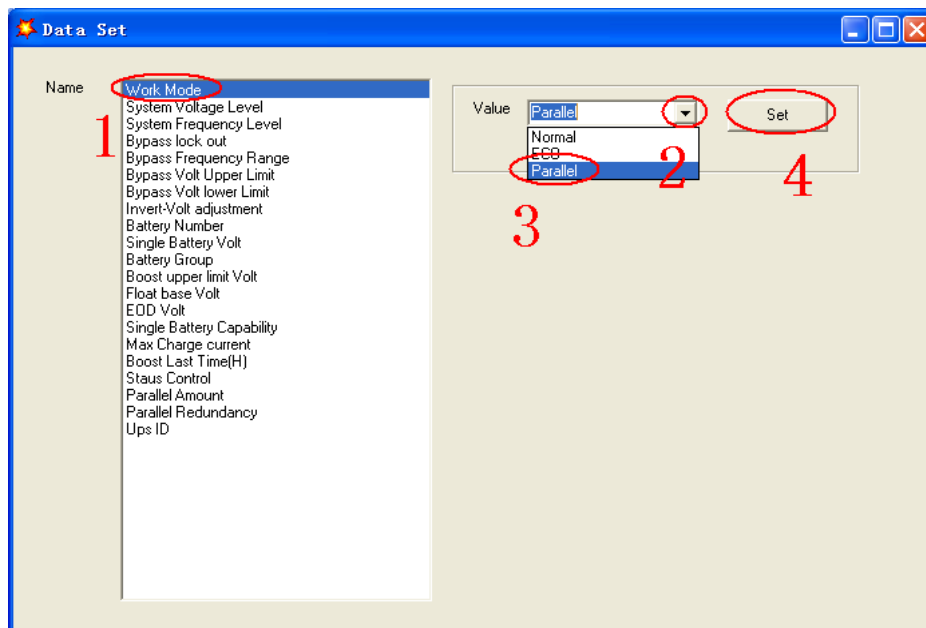 Data Set
Name
Work Mode
System Voltage Level
System Frequency Level
Bypass lock out
Bypass Frequency Range
Bypass Volt Upper Limit
Bypass Volt lower Limit
Invert-Volt adjustment
Battery Number
Single Battery Volt
Battery Group
Boost upper limit Volt
Float base Volt
EOD Volt
Single Battery Capability
Max Charge current
Boost Last Time(H)
Staus Control
Parallel Amount
Parallel Redundancy
Ups ID
1
Value
Parallel
Normal
ECO
Parallel
Set
2
3
4